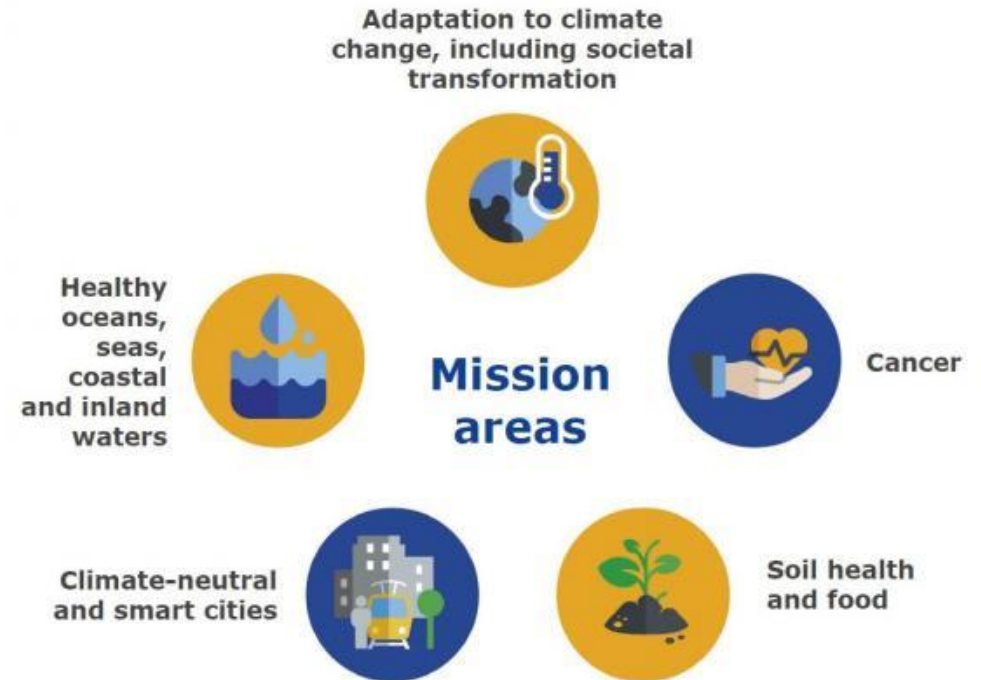 Adaptation to climate
change, including societal
transformation
Healthy
oceans,
seas,
coastal
and inland
waters
Mission
areas
Cancer
Climate-neutral
and smart cities
Soil health
and food